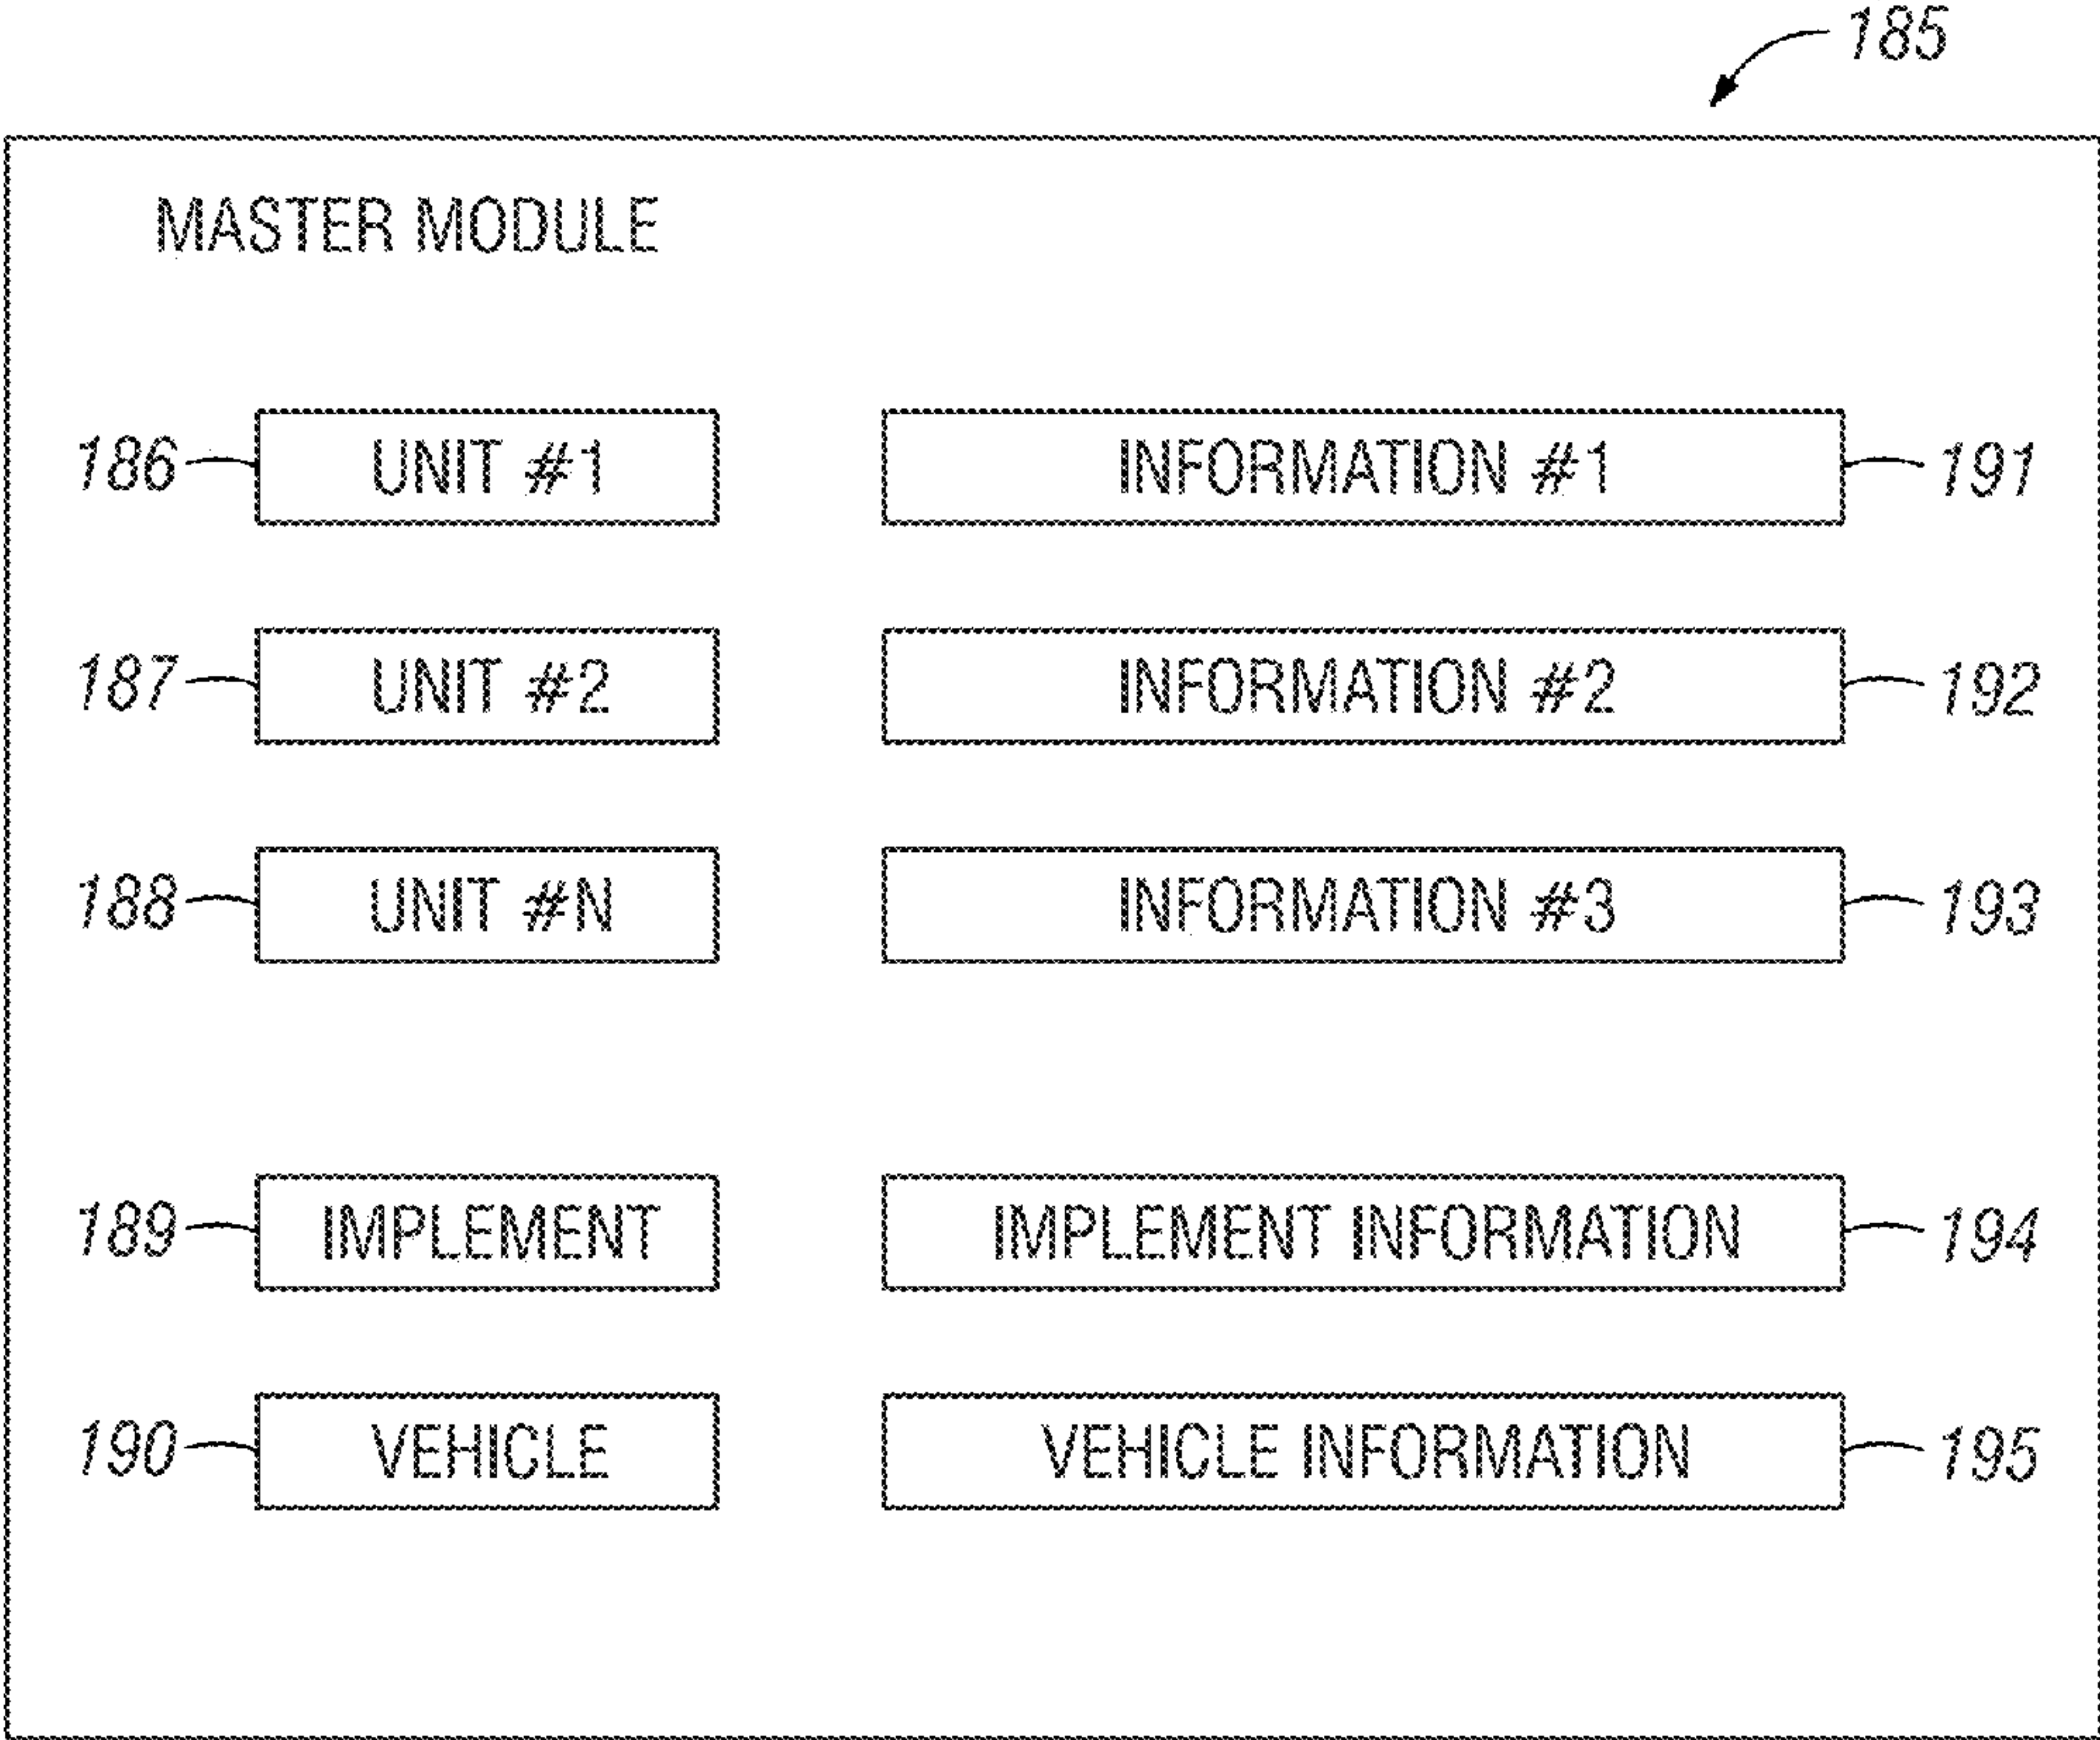 185
MASTER MODULE
186 UNIT #1 INFORMATION #1 191
187 UNIT #2 INFORMATION #2 192
188 UNIT #N INFORMATION #3 193
189 IMPLEMENT IMPLEMENT INFORMATION 194
190 VEHICLE VEHICLE INFORMATION 195